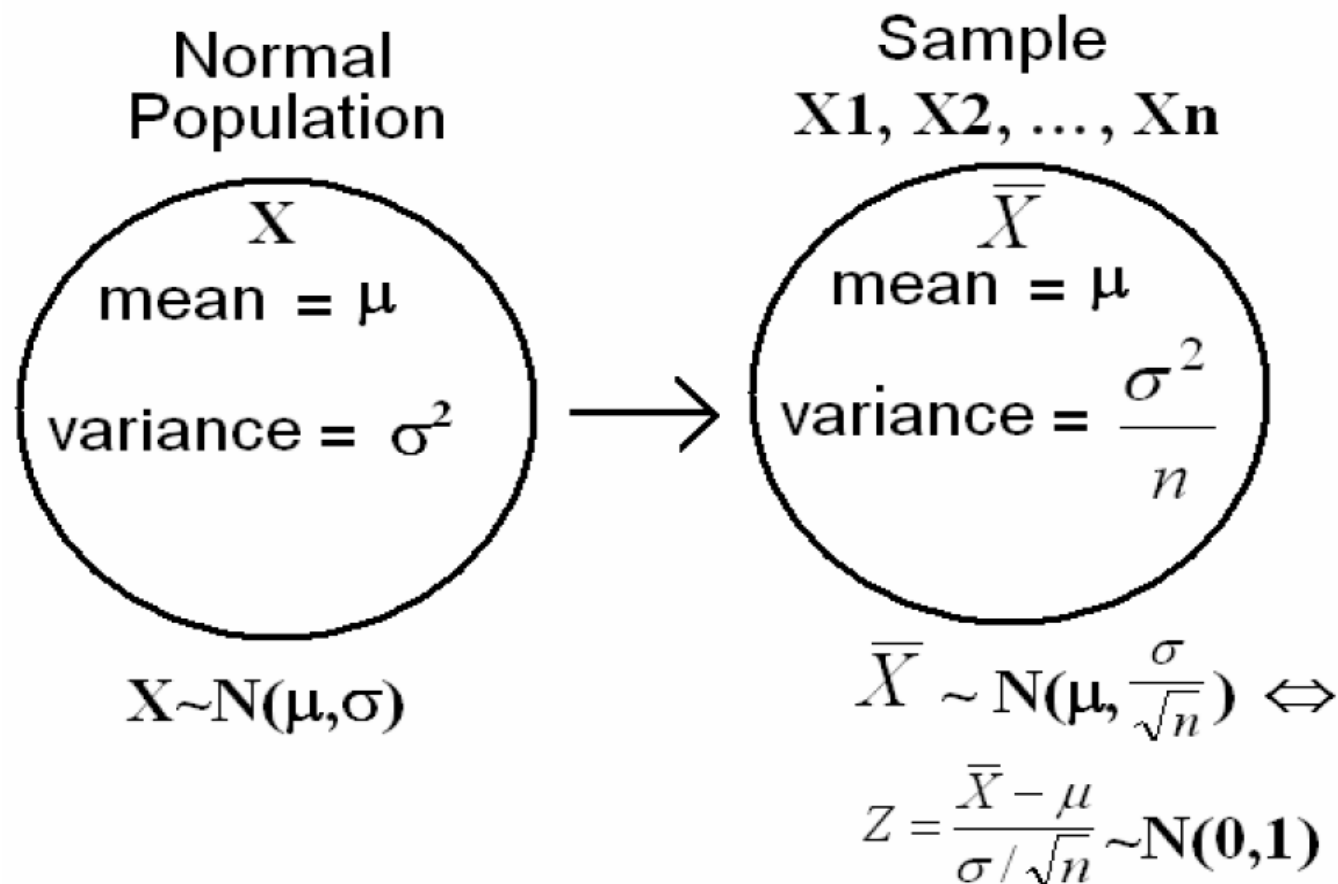 Normal
Population
X
mean = μ
variance = σ²
X~N(μ,σ)
Sample
X1, X2, ..., Xn
X̅
mean = μ
variance = σ²/n
X̅ ~ N(μ, σ/√n) ⇔
Z = (X̅ − μ)/(σ/√n) ~N(0,1)